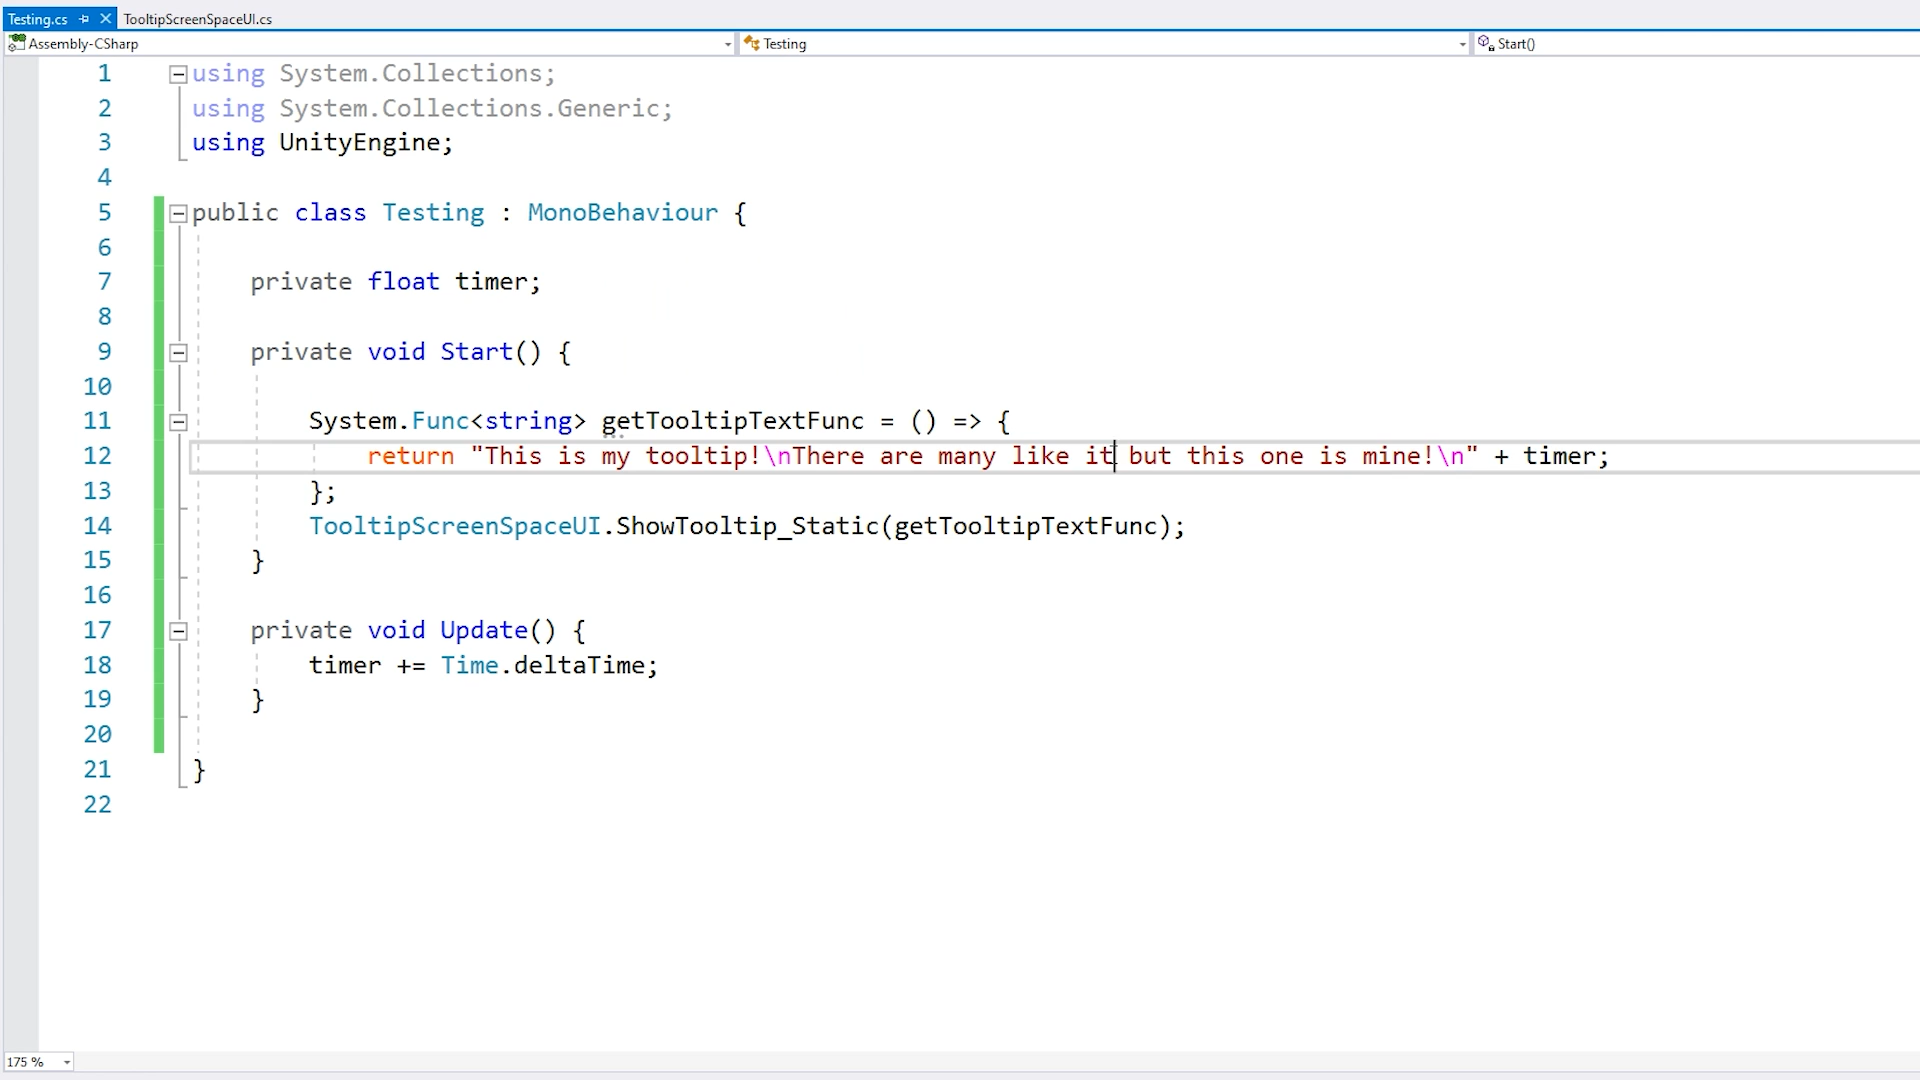 Testing.cs TooltipScreenSpaceUI.cs
Assembly-CSharp Testing Start()
1 using System.Collections;
2 using System.Collections.Generic;
3 using UnityEngine;
4
5 public class Testing : MonoBehaviour {
6
7 private float timer;
8
9 private void Start() {
10
11 System.Func<string> getTooltipTextFunc = () => {
12 return "This is my tooltip!\nThere are many like it but this one is mine!\n" + timer;
13 };
14 TooltipScreenSpaceUI.ShowTooltip_Static(getTooltipTextFunc);
15 }
16
17 private void Update() {
18 timer += Time.deltaTime;
19 }
20
21 }
22
175 %